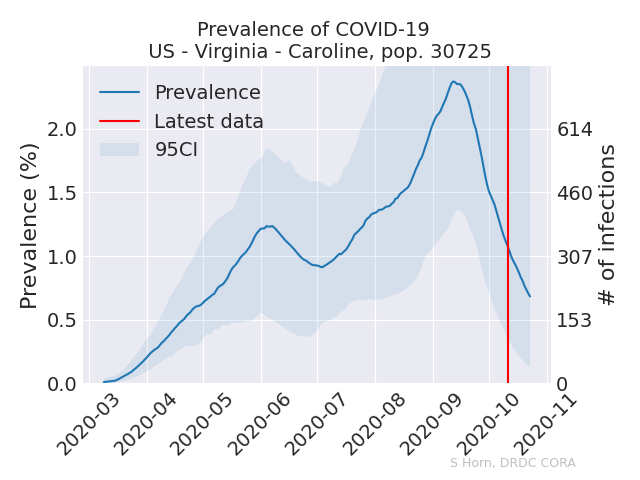 Prevalence of COVID-19
US - Virginia - Caroline, pop. 30725
Prevalence
Latest data
95CI
Prevalence (%)
2.0
1.5
1.0
0.5
0.0
614
460
307
153
0
# of infections
2020-03
2020-04
2020-05
2020-06
2020-07
2020-08
2020-09
2020-10
2020-11
S Horn, DRDC CORA